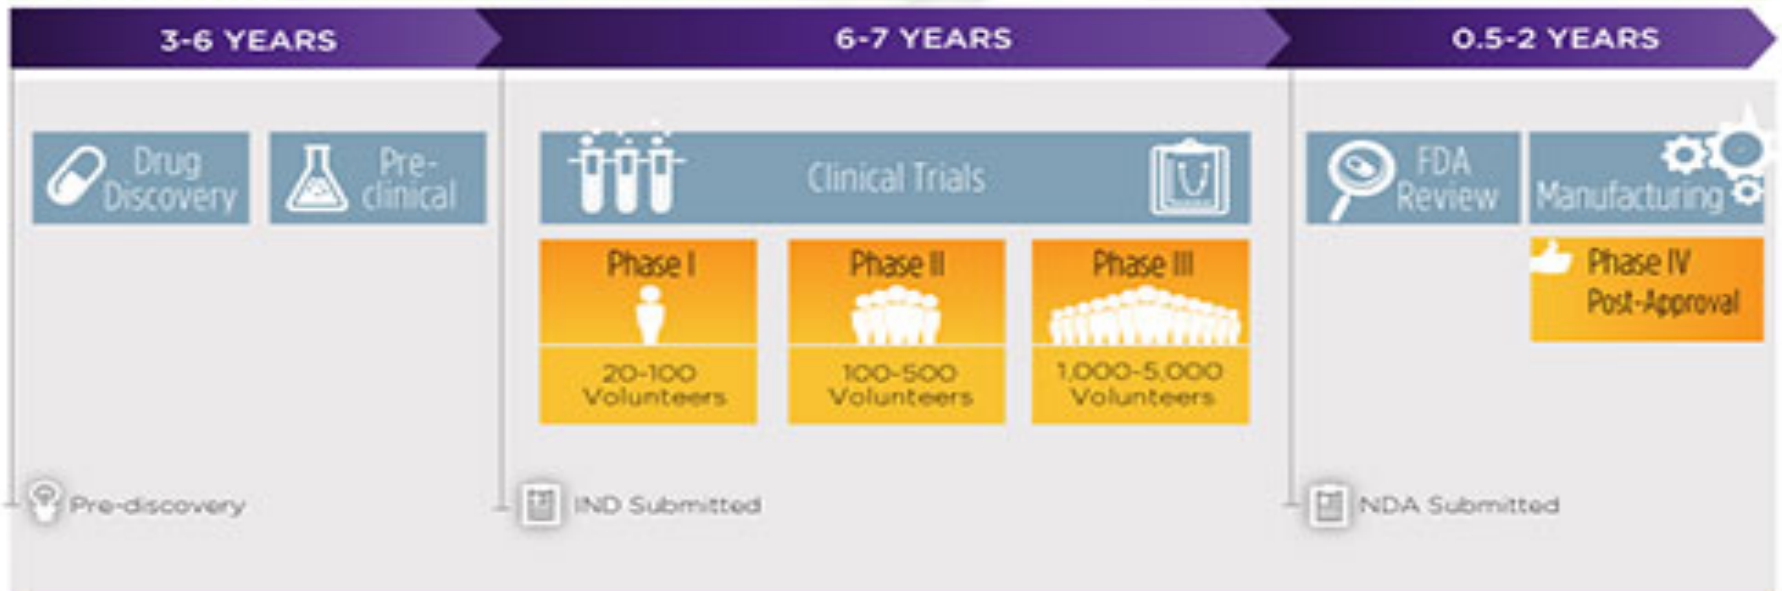 3-6 YEARS
6-7 YEARS
0.5-2 YEARS
Drug
Discovery
Pre-
clinical
Clinical Trials
FDA
Review
Manufacturing
Phase I
20-100
Volunteers
Phase II
100-500
Volunteers
Phase III
1,000-5,000
Volunteers
Phase IV
Post-Approval
Pre-discovery
IND Submitted
NDA Submitted